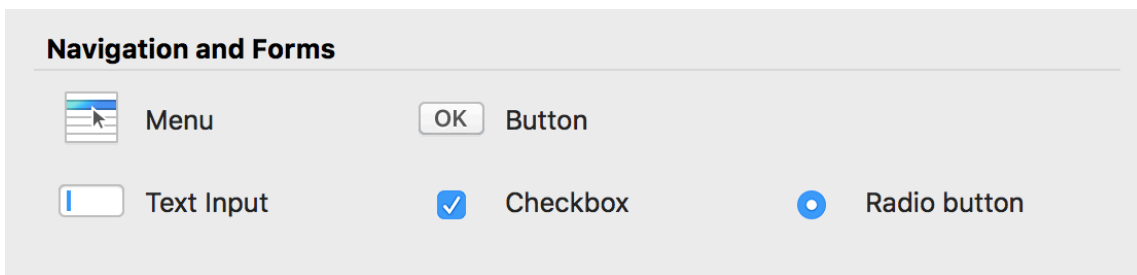 Navigation and Forms
Menu OK Button
Text Input Checkbox Radio button